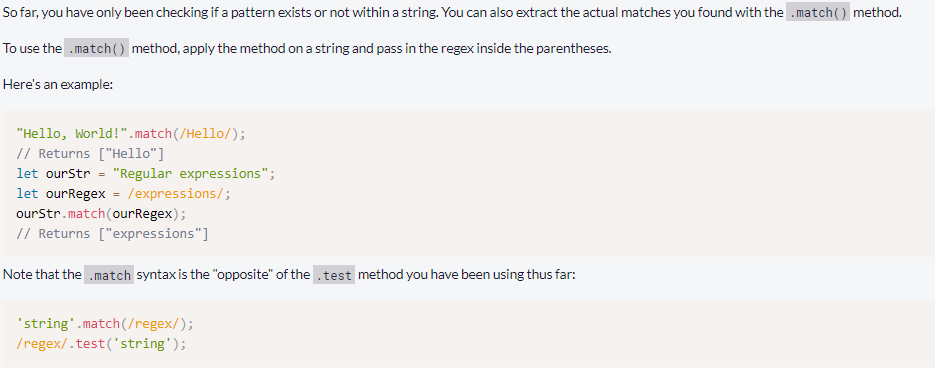 So far, you have only been checking if a pattern exists or not within a string. You can also extract the actual matches you found with the .match() method.
To use the .match() method, apply the method on a string and pass in the regex inside the parentheses.
Here's an example:
"Hello, World!".match(/Hello/);
// Returns ["Hello"]
let ourStr = "Regular expressions";
let ourRegex = /expressions/;
ourStr.match(ourRegex);
// Returns ["expressions"]
Note that the .match syntax is the "opposite" of the .test method you have been using thus far:
'string'.match(/regex/);
/regex/.test('string');